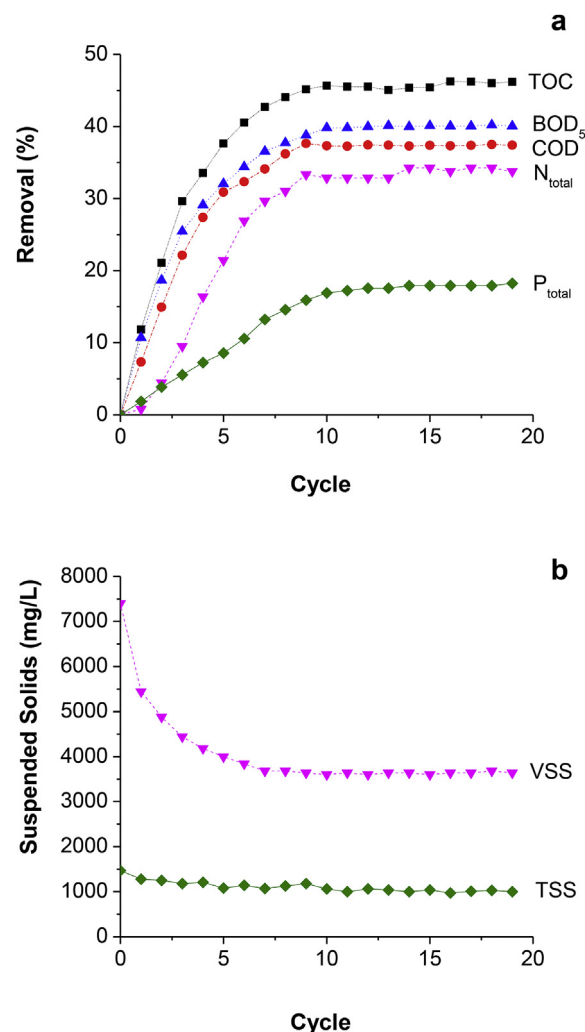 a
50
40
30
20
10
0
Removal (%)
TOC
BOD5
COD
Ntotal
Ptotal
0 5 10 15 20
Cycle
b
8000
7000
6000
5000
4000
3000
2000
1000
0
Suspended Solids (mg/L)
VSS
TSS
0 5 10 15 20
Cycle